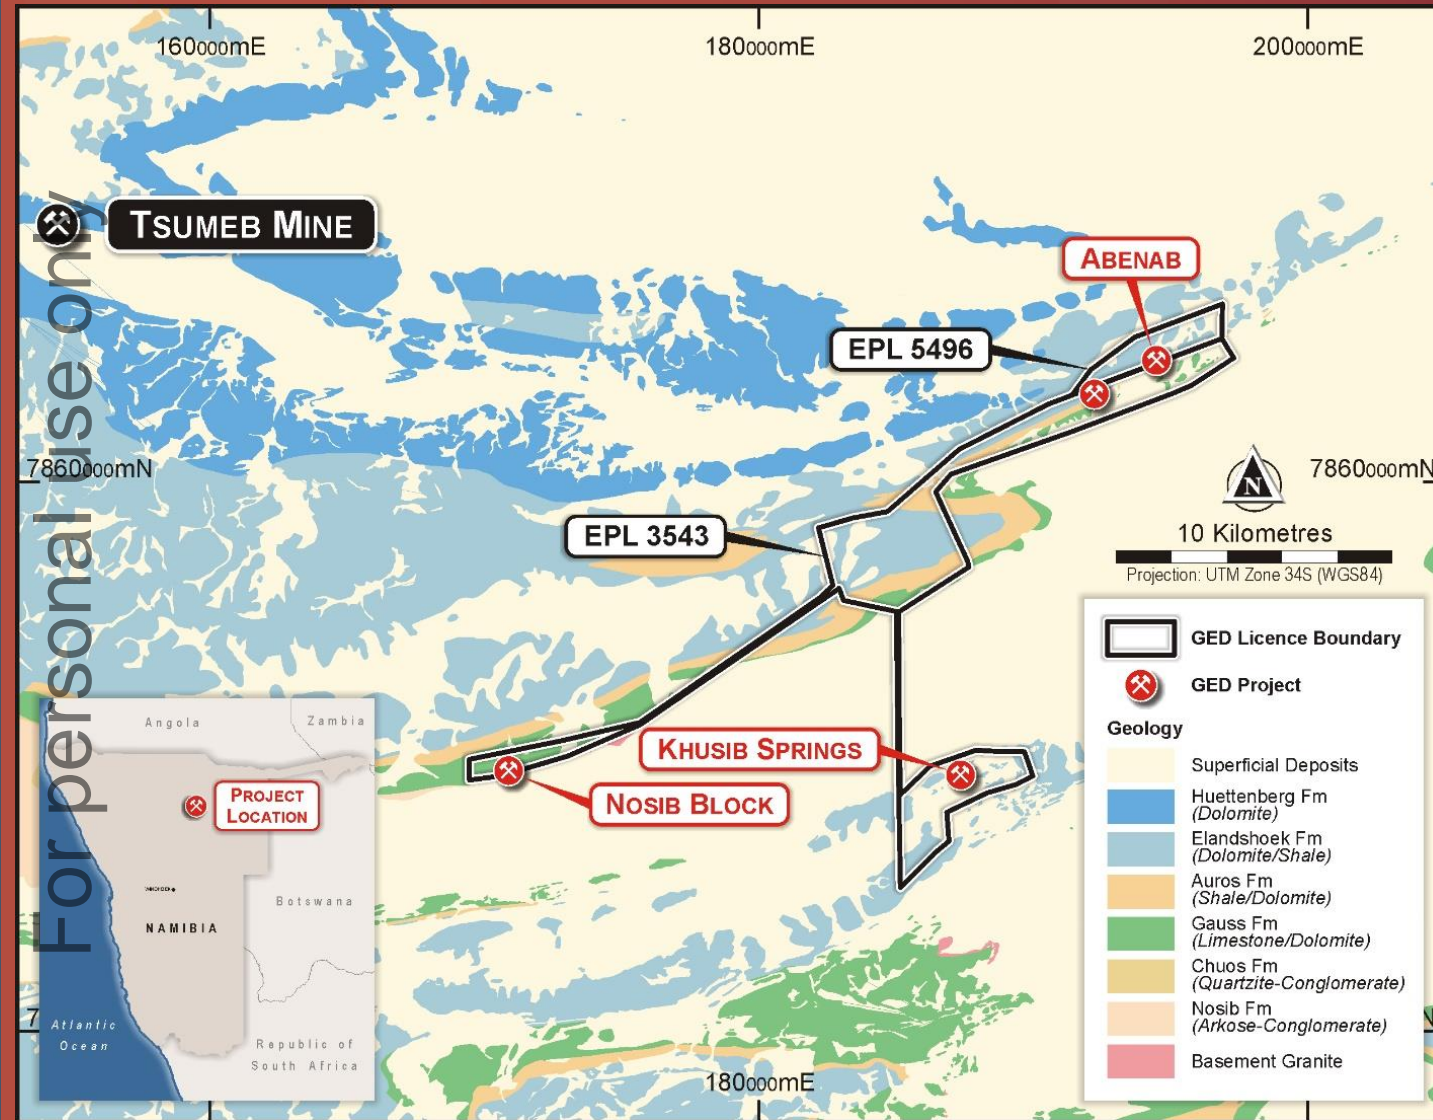 160000mE
180000mE
200000mE
TSUMEB MINE
ABENAB
EPL 5496
7860000mN
7860000mN
N
10 Kilometres
Projection: UTM Zone 34S (WGS84)
EPL 3543
KHUSIB SPRINGS
NOSIB BLOCK
GED Licence Boundary
GED Project
Geology
Superficial Deposits
Huettenberg Fm
(Dolomite)
Elandshoek Fm
(Dolomite/Shale)
Auros Fm
(Shale/Dolomite)
Gauss Fm
(Limestone/Dolomite)
Chuos Fm
(Quartzite-Conglomerate)
Nosib Fm
(Arkose-Conglomerate)
Basement Granite
Angola
Zambia
PROJECT
LOCATION
Botswana
NAMIBIA
Atlantic
Ocean
Republic of
South Africa
180000mE
For personal use only